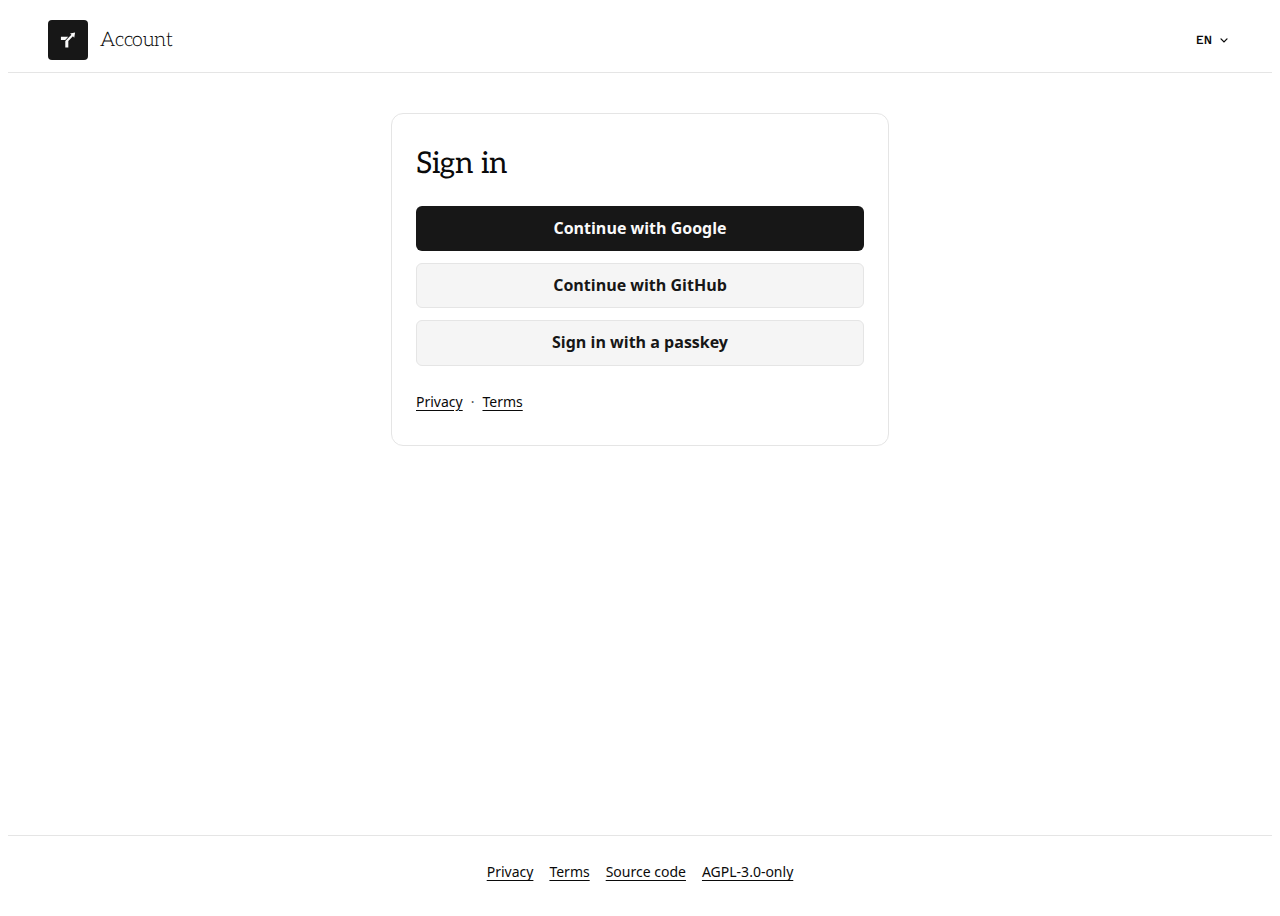 Account
EN
Sign in
Continue with Google
Continue with GitHub
Sign in with a passkey
Privacy · Terms
Privacy Terms Source code AGPL-3.0-only